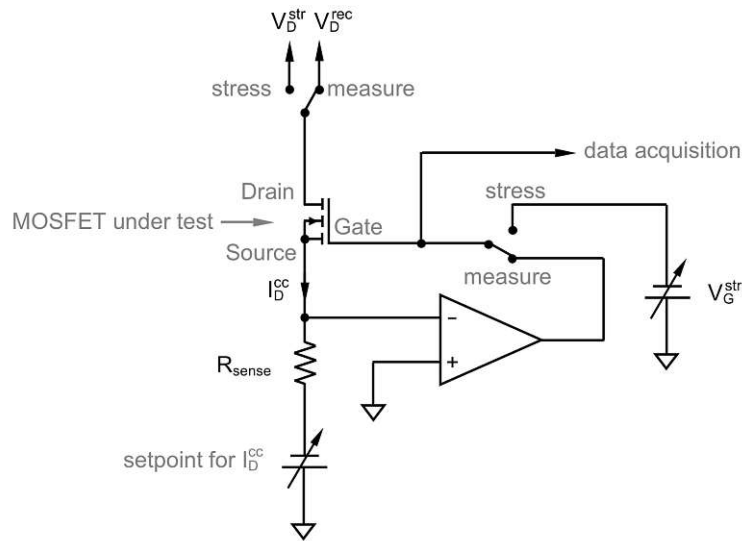 V_D^str V_D^rec
stress measure
data acquisition
Drain
stress
MOSFET under test
Gate
Source
measure
I_D^cc
V_G^str
−
R_sense
+
setpoint for I_D^cc